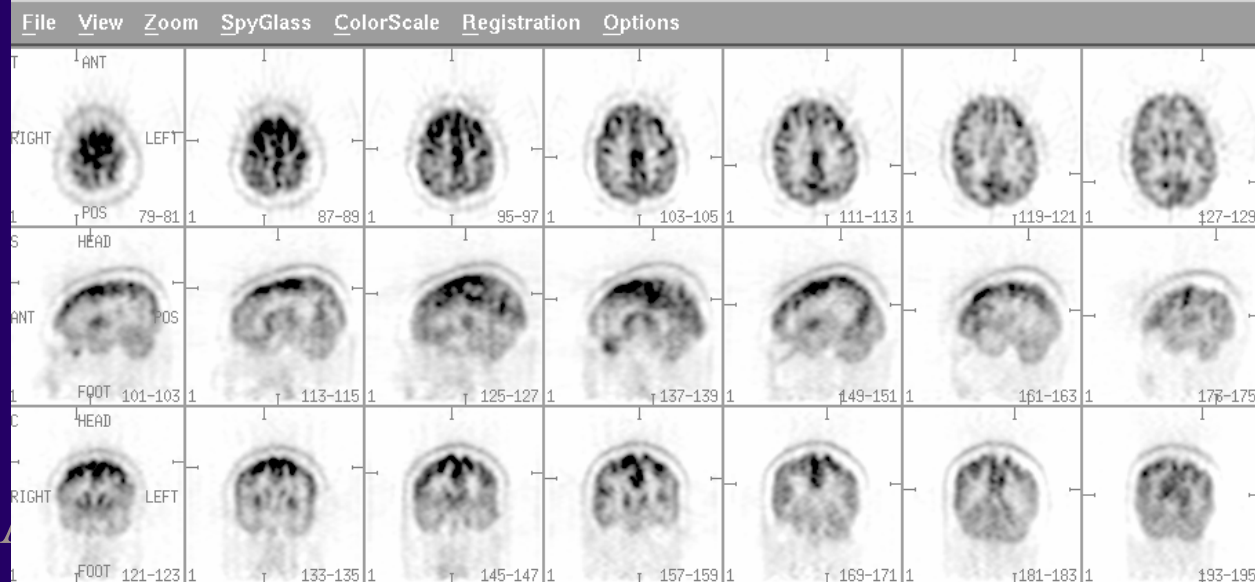 File View Zoom SpyGlass ColorScale Registration Options
T ANT
RIGHT LEFT
1 POS 79-81 1 87-89 1 95-97 1 103-105 1 111-113 1 119-121 1 127-129
S HEAD
ANT POS
1 FOOT 101-103 1 113-115 1 125-127 1 137-139 1 149-151 1 161-163 1
C HEAD
RIGHT LEFT
1 FOOT 121-123 1 133-135 1 145-147 1 157-159 1 169-171 1 181-183 1 193-195